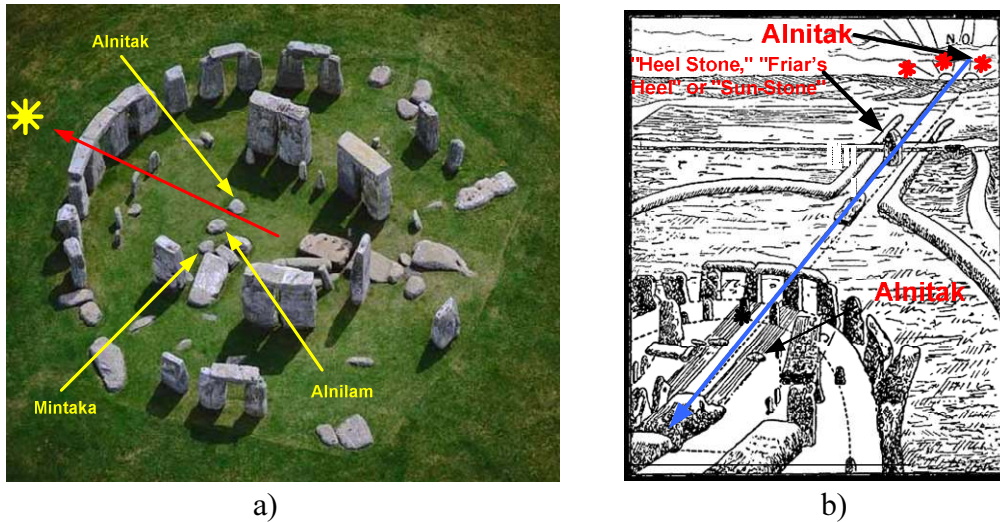 Alnitak
Mintaka
Alnilam
a)
N.O.
Alnitak
"Heel Stone," "Friar's
Heel" or "Sun-Stone"
Alnitak
b)